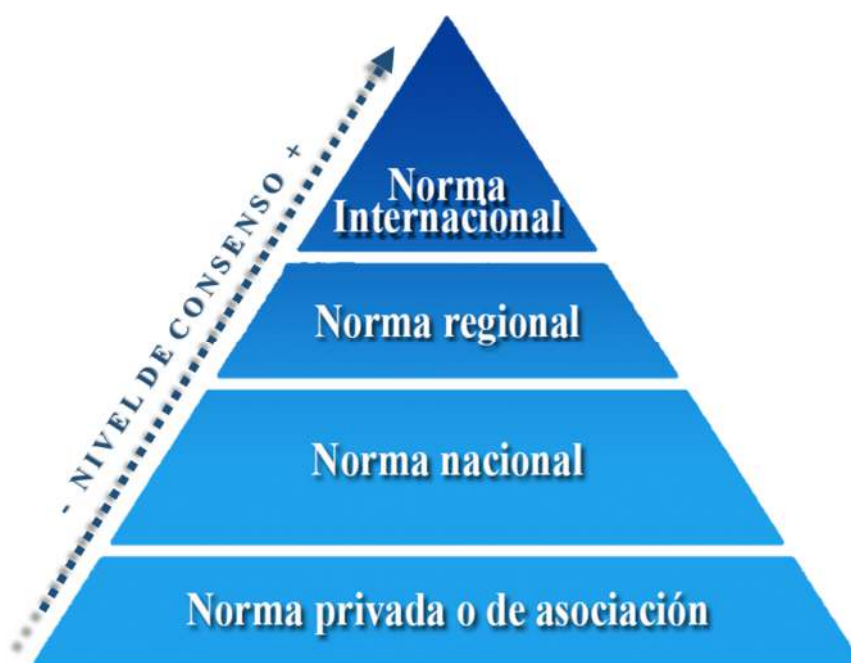 - NIVEL DE CONSENSO +
Norma
Internacional
Norma regional
Norma nacional
Norma privada o de asociación